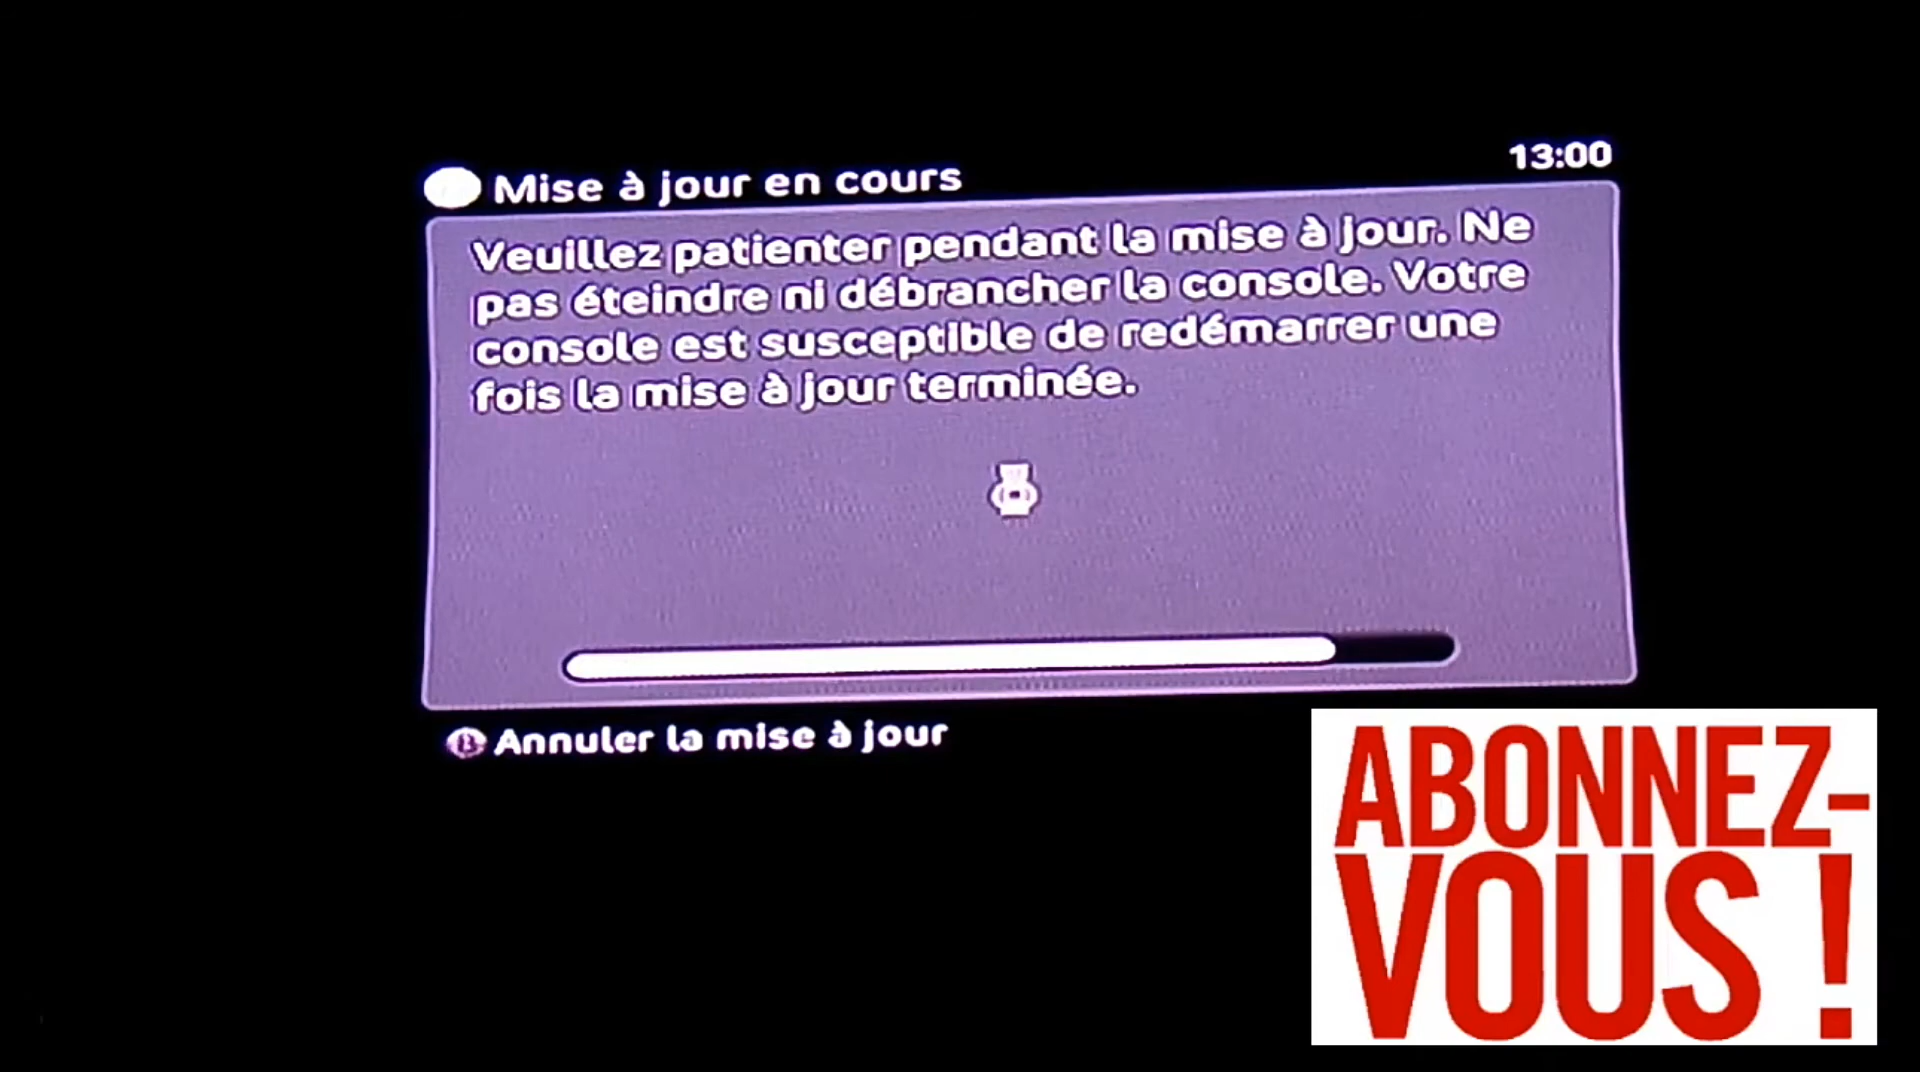 Mise à jour en cours
13:00
Veuillez patienter pendant la mise à jour. Ne
pas éteindre ni débrancher la console. Votre
console est susceptible de redémarrer une
fois la mise à jour terminée.
B Annuler la mise à jour
ABONNEZ-
VOUS !